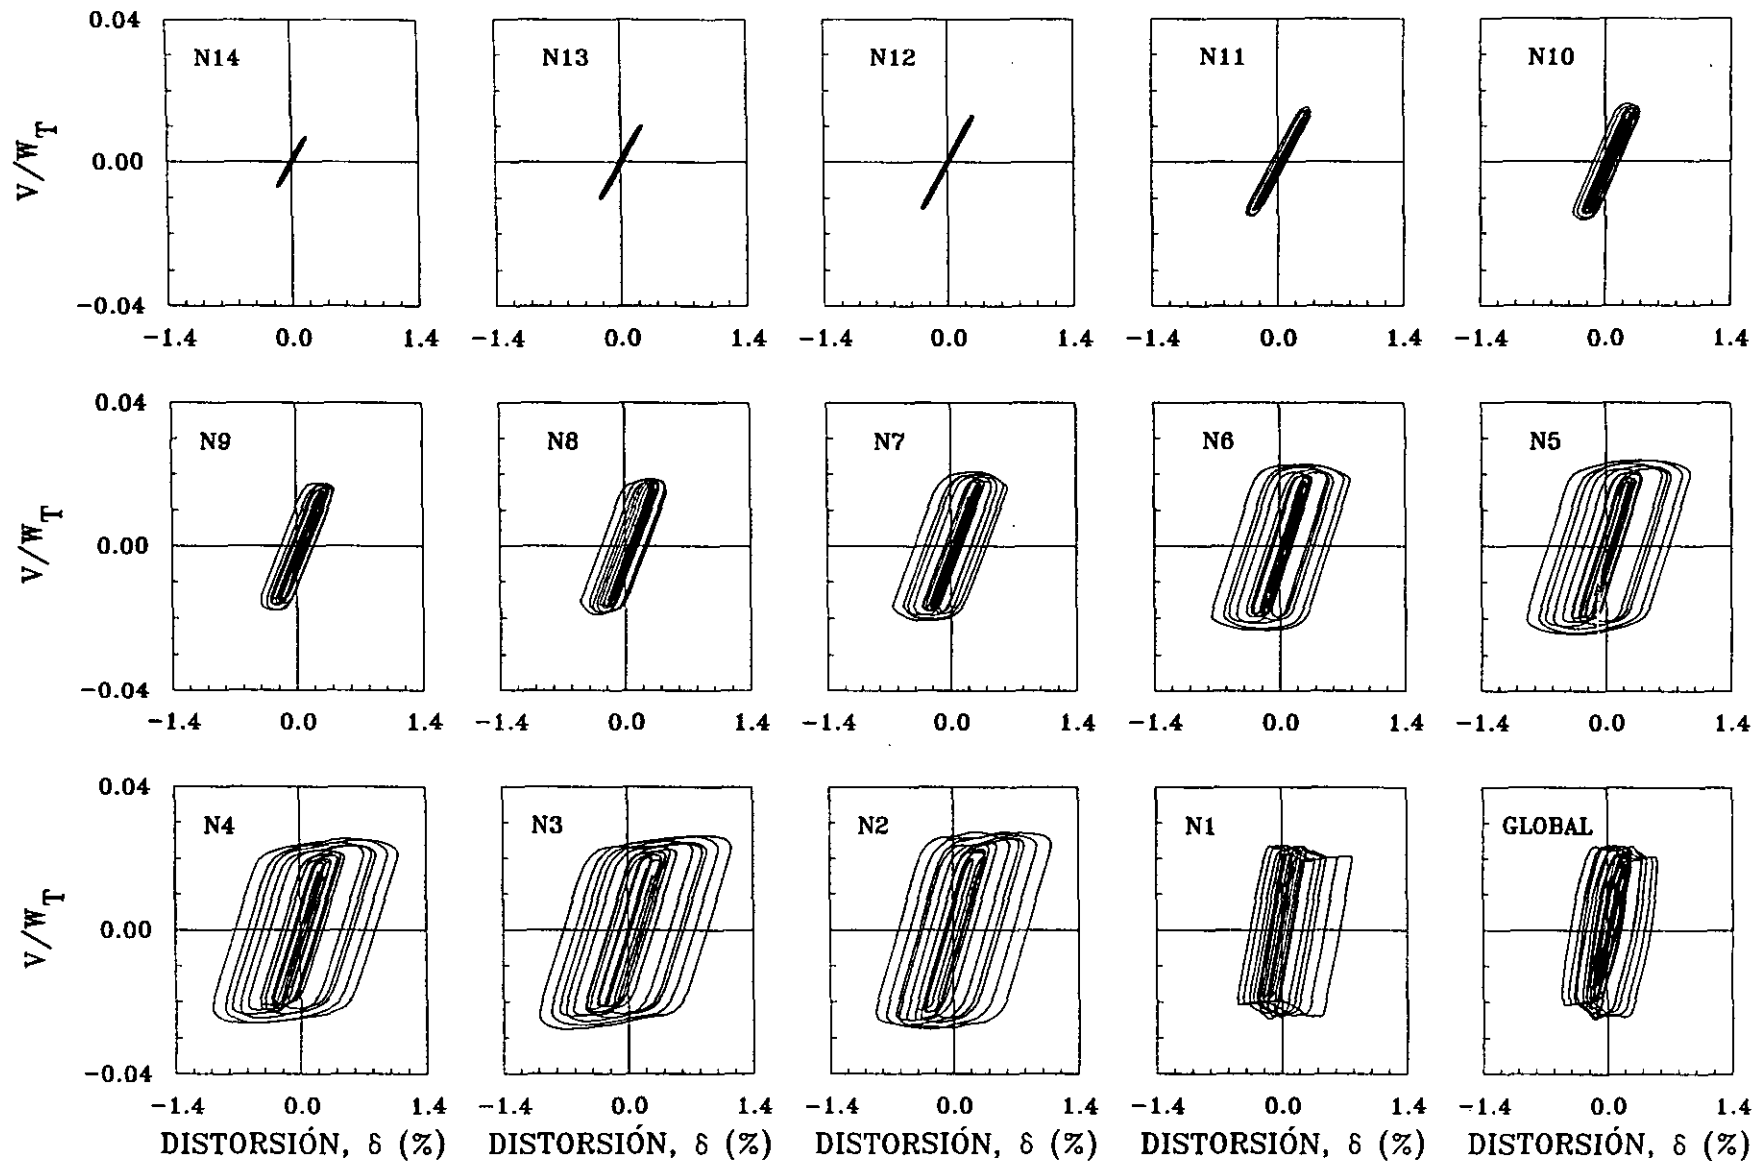 0.04
N14 N13 N12 N11 N10
V/W_T
0.00
−0.04
−1.4 0.0 1.4 −1.4 0.0 1.4 −1.4 0.0 1.4 −1.4 0.0 1.4 −1.4 0.0 1.4
0.04
N9 N8 N7 N6 N5
V/W_T
0.00
−0.04
−1.4 0.0 1.4 −1.4 0.0 1.4 −1.4 0.0 1.4 −1.4 0.0 1.4 −1.4 0.0 1.4
0.04
N4 N3 N2 N1 GLOBAL
V/W_T
0.00
−0.04
−1.4 0.0 1.4 −1.4 0.0 1.4 −1.4 0.0 1.4 −1.4 0.0 1.4 −1.4 0.0 1.4
DISTORSIÓN, δ (%) DISTORSIÓN, δ (%) DISTORSIÓN, δ (%) DISTORSIÓN, δ (%) DISTORSIÓN, δ (%)